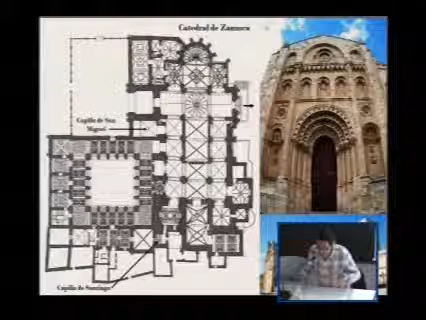 Catedral de Zamora
Capilla de San
Miguel
Capilla de Santiago